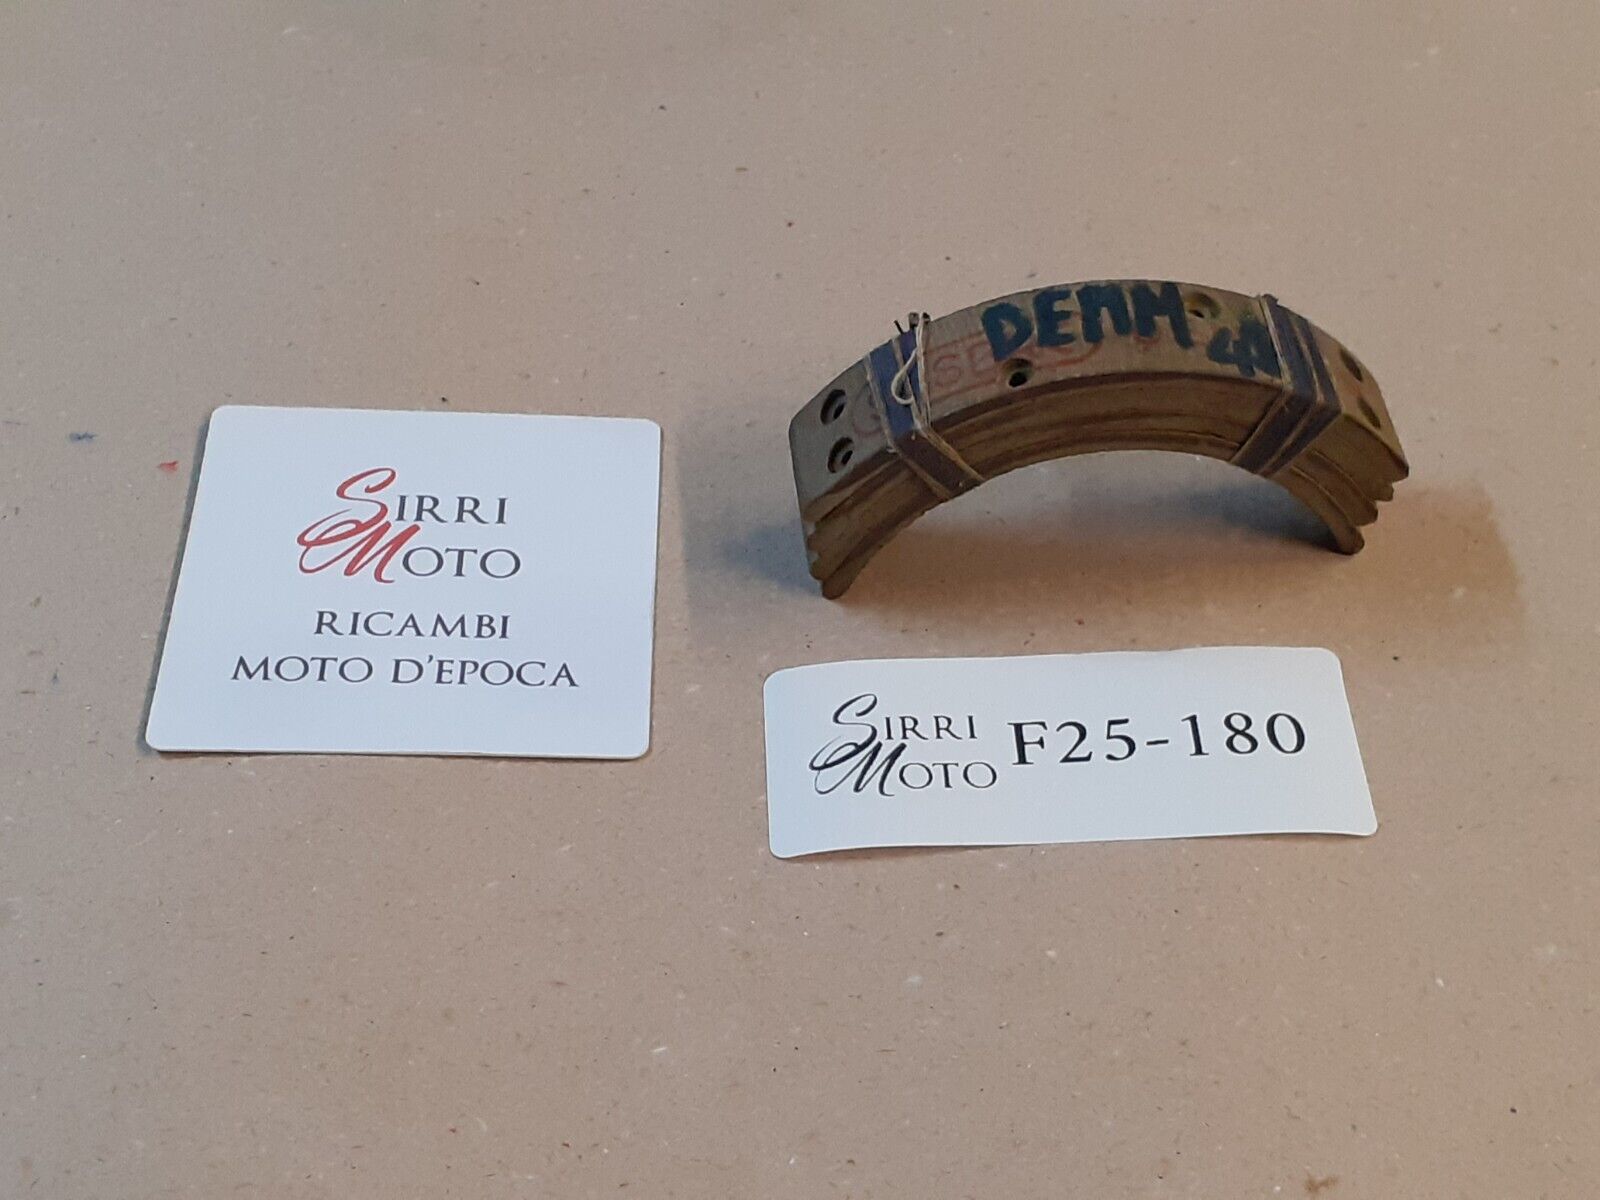 SIRRI
MOTO
RICAMBI
MOTO D'EPOCA
DEMM
SIRRI
MOTO
F25-180